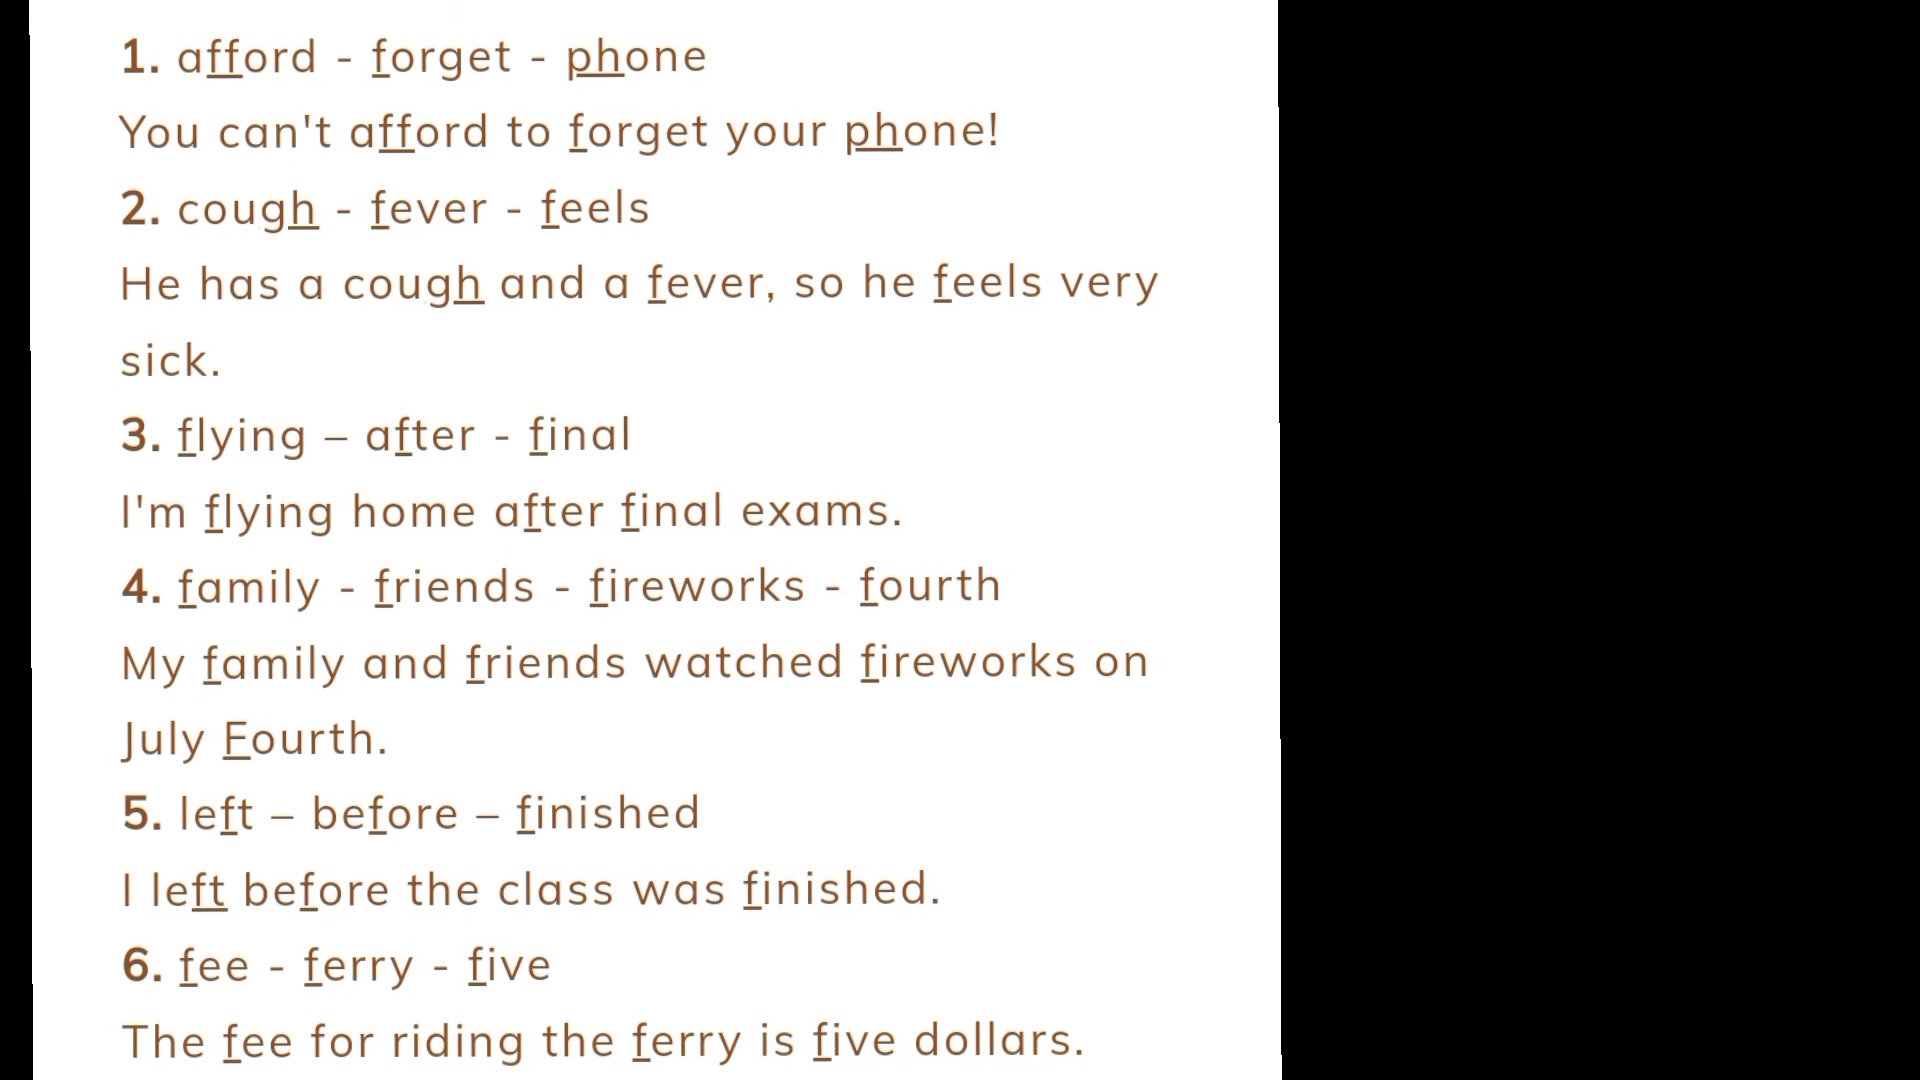 1. afford - forget - phone
You can't afford to forget your phone!
2. cough - fever - feels
He has a cough and a fever, so he feels very
sick.
3. flying – after - final
I'm flying home after final exams.
4. family - friends - fireworks - fourth
My family and friends watched fireworks on
July Fourth.
5. left – before – finished
I left before the class was finished.
6. fee - ferry - five
The fee for riding the ferry is five dollars.